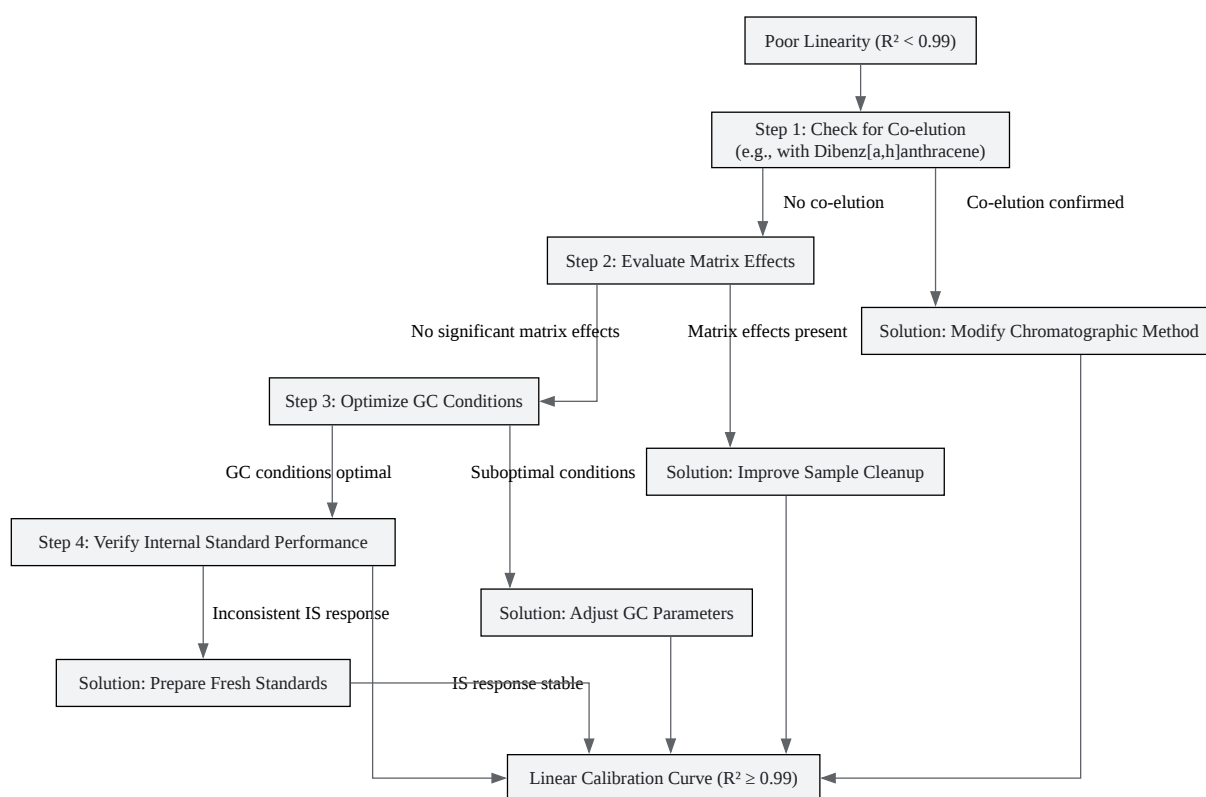 Poor Linearity (R² < 0.99)
Step 1: Check for Co-elution
(e.g., with Dibenz[a,h]anthracene)
No co-elution
Co-elution confirmed
Step 2: Evaluate Matrix Effects
No significant matrix effects
Matrix effects present
Solution: Modify Chromatographic Method
Step 3: Optimize GC Conditions
GC conditions optimal
Suboptimal conditions
Solution: Improve Sample Cleanup
Step 4: Verify Internal Standard Performance
Inconsistent IS response
Solution: Adjust GC Parameters
Solution: Prepare Fresh Standards
IS response stable
Linear Calibration Curve (R² ≥ 0.99)